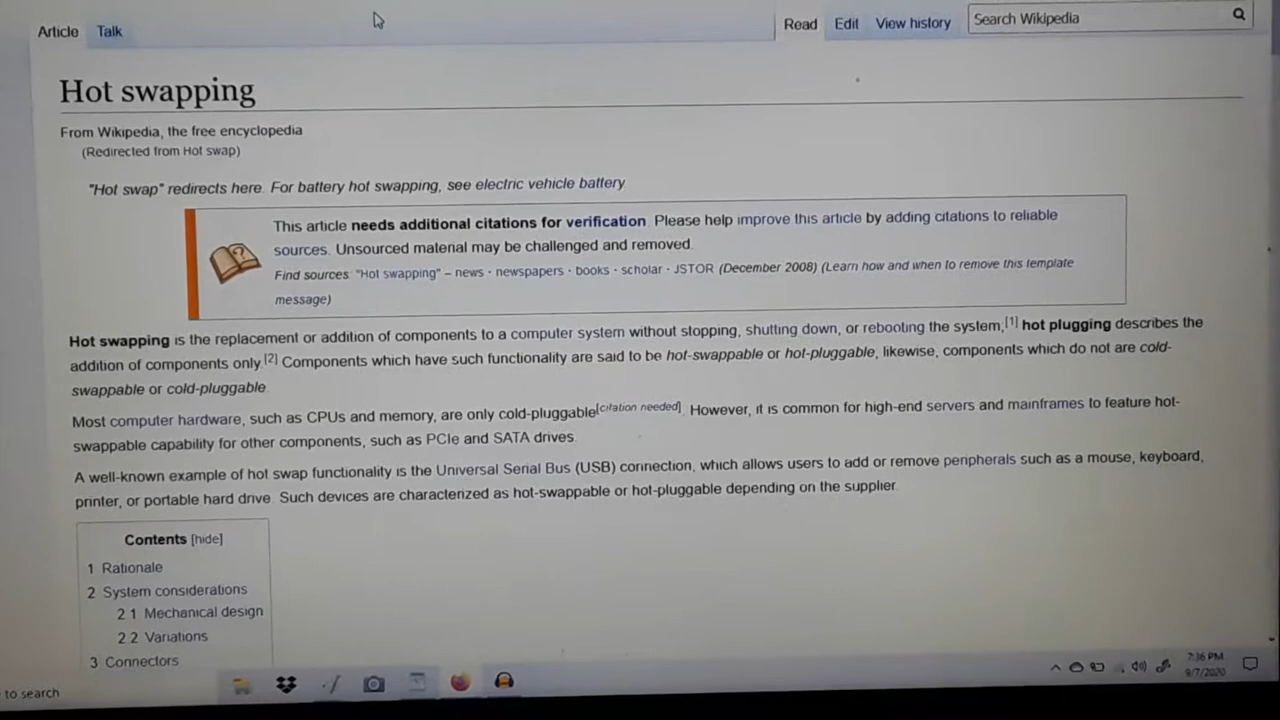 Article Talk Read Edit View history Search Wikipedia
Hot swapping
From Wikipedia, the free encyclopedia
(Redirected from Hot swap)
"Hot swap" redirects here. For battery hot swapping, see electric vehicle battery.
This article needs additional citations for verification. Please help improve this article by adding citations to reliable
sources. Unsourced material may be challenged and removed.
Find sources: "Hot swapping" – news · newspapers · books · scholar · JSTOR (December 2008) (Learn how and when to remove this template
message)
Hot swapping is the replacement or addition of components to a computer system without stopping, shutting down, or rebooting the system;[1] hot plugging describes the
addition of components only.[2] Components which have such functionality are said to be hot-swappable or hot-pluggable; likewise, components which do not are cold-
swappable or cold-pluggable.
Most computer hardware, such as CPUs and memory, are only cold-pluggable[citation needed]. However, it is common for high-end servers and mainframes to feature hot-
swappable capability for other components, such as PCIe and SATA drives.
A well-known example of hot swap functionality is the Universal Serial Bus (USB) connection, which allows users to add or remove peripherals such as a mouse, keyboard,
printer, or portable hard drive. Such devices are characterized as hot-swappable or hot-pluggable depending on the supplier.
Contents [hide]
1 Rationale
2 System considerations
2.1 Mechanical design
2.2 Variations
3 Connectors
to search
7:36 PM
9/7/2020